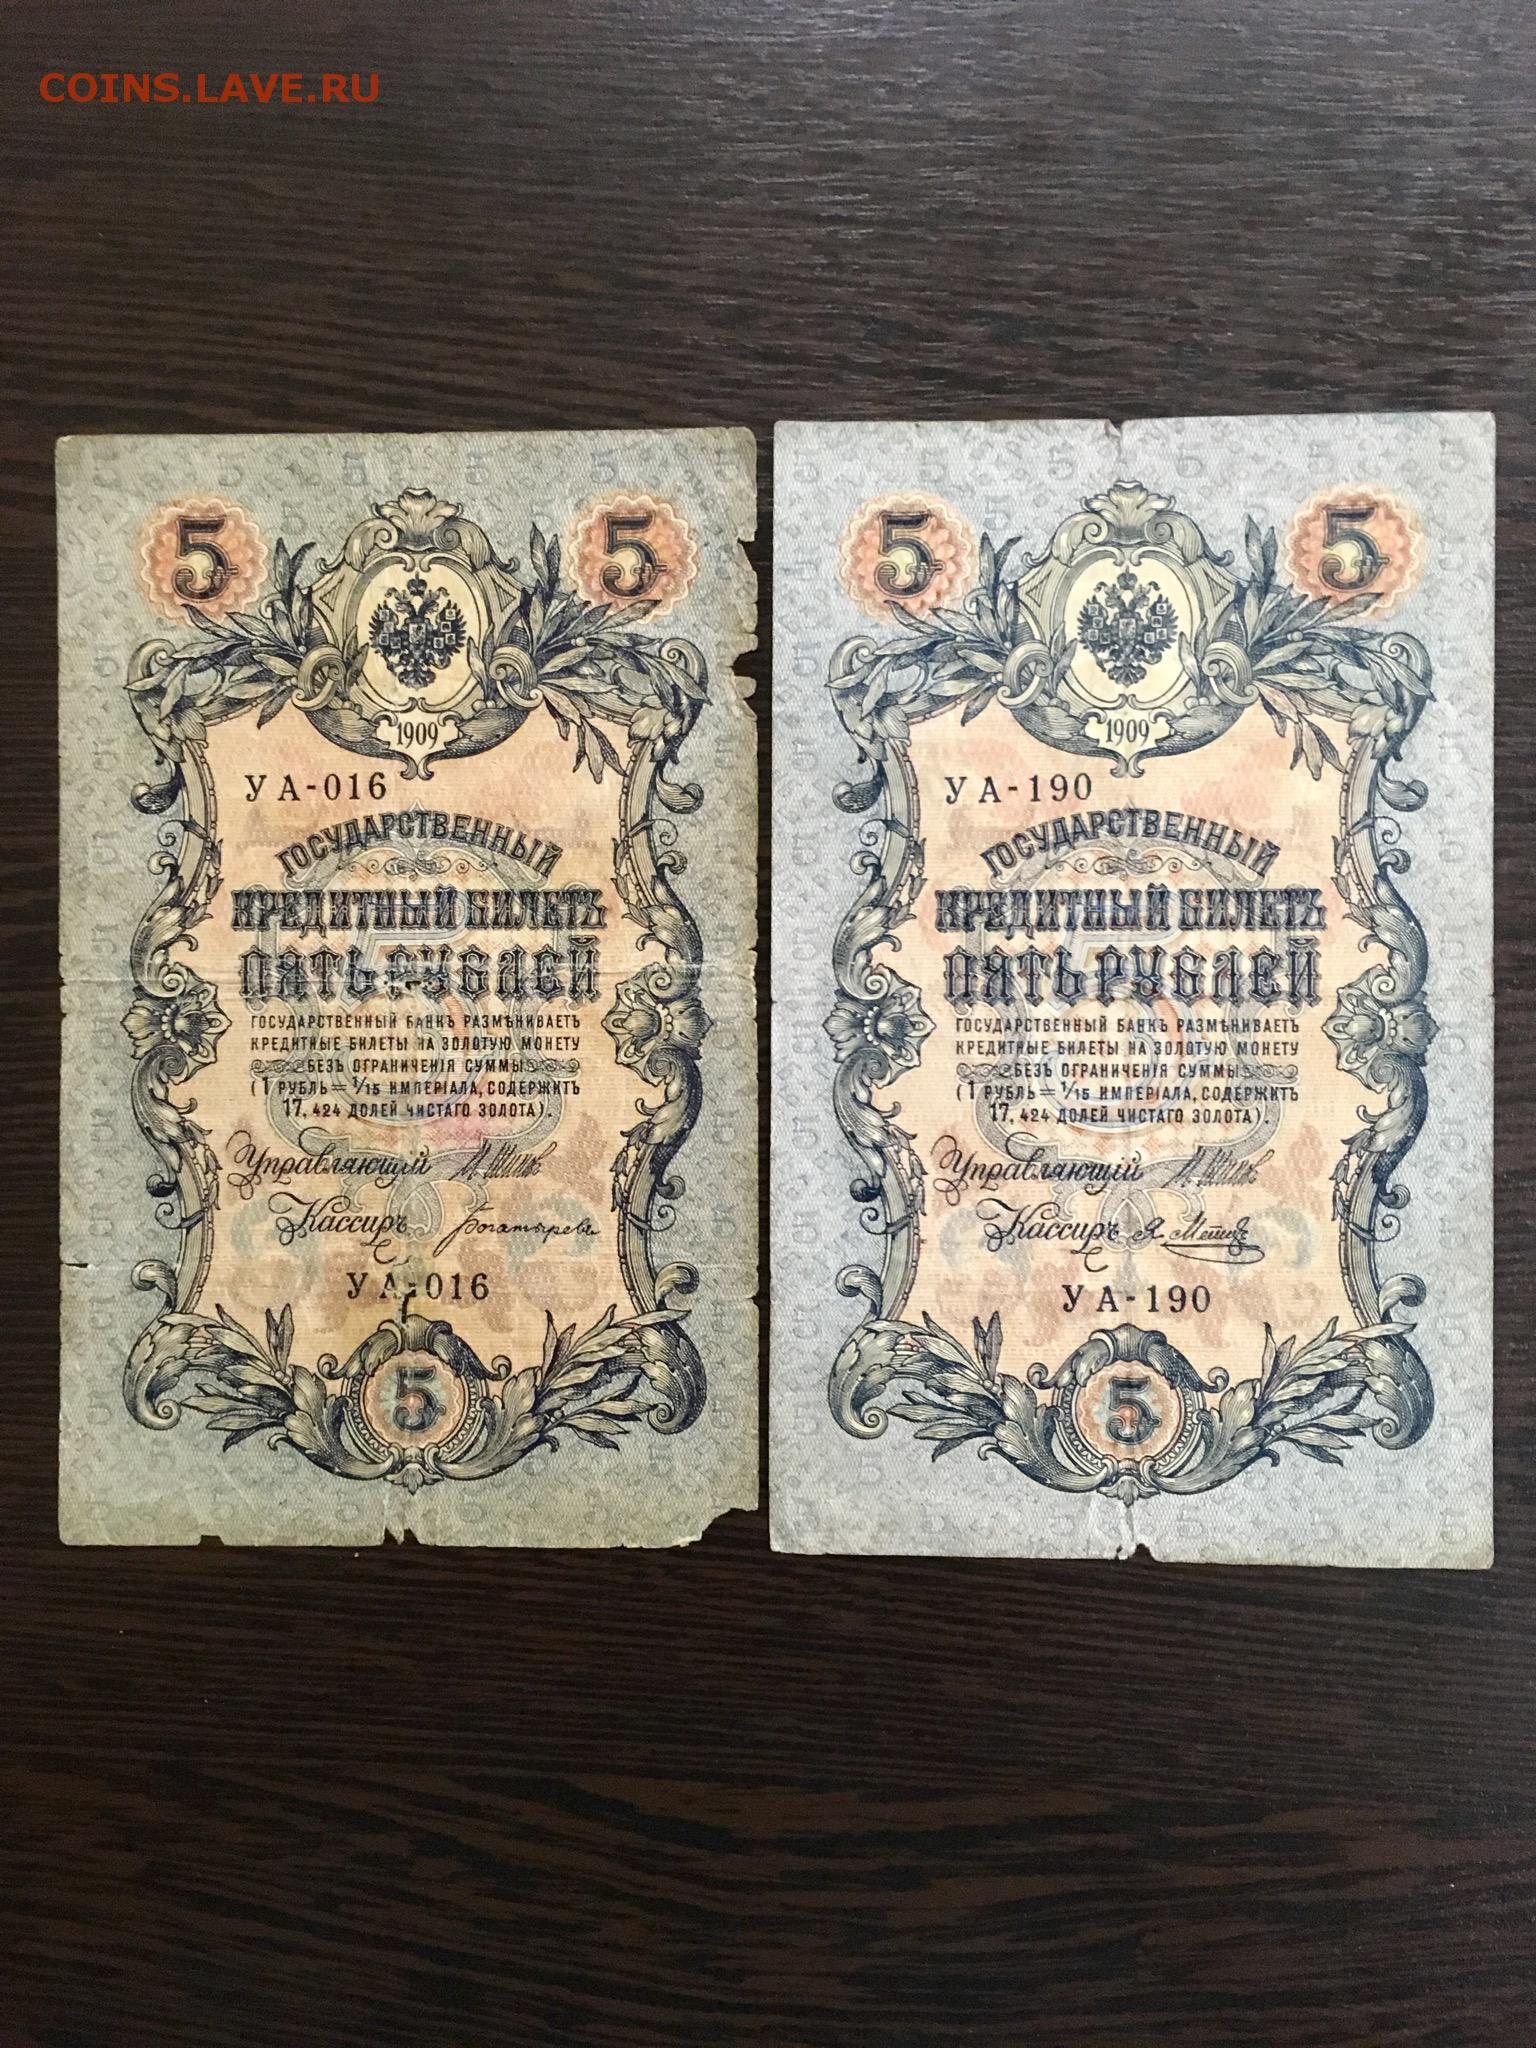 COINS.LAVE.RU
5
5
1909
УА-016
ГОСУДАРСТВЕННЫЙ
КРЕДИТНЫЙ БИЛЕТЪ
ПЯТЬ РУБЛЕЙ
ГОСУДАРСТВЕННЫЙ БАНКЪ РАЗМѢНИВАЕТЪ
КРЕДИТНЫЕ БИЛЕТЫ НА ЗОЛОТУЮ МОНЕТУ
БЕЗЪ ОГРАНИЧЕНІЯ СУММЫ
(1 РУБЛЬ = 1/15 ИМПЕРІАЛА, СОДЕРЖИТЪ
17,424 ДОЛЕЙ ЧИСТАГО ЗОЛОТА).
Управляющій И Шипов
Кассиръ Богатыревъ
УА-016
5
5
5
1909
УА-190
ГОСУДАРСТВЕННЫЙ
КРЕДИТНЫЙ БИЛЕТЪ
ПЯТЬ РУБЛЕЙ
ГОСУДАРСТВЕННЫЙ БАНКЪ РАЗМѢНИВАЕТЪ
КРЕДИТНЫЕ БИЛЕТЫ НА ЗОЛОТУЮ МОНЕТУ
БЕЗЪ ОГРАНИЧЕНІЯ СУММЫ
(1 РУБЛЬ = 1/15 ИМПЕРІАЛА, СОДЕРЖИТЪ
17,424 ДОЛЕЙ ЧИСТАГО ЗОЛОТА).
Управляющій И Шипов
Кассиръ Я. Метцъ
УА-190
5